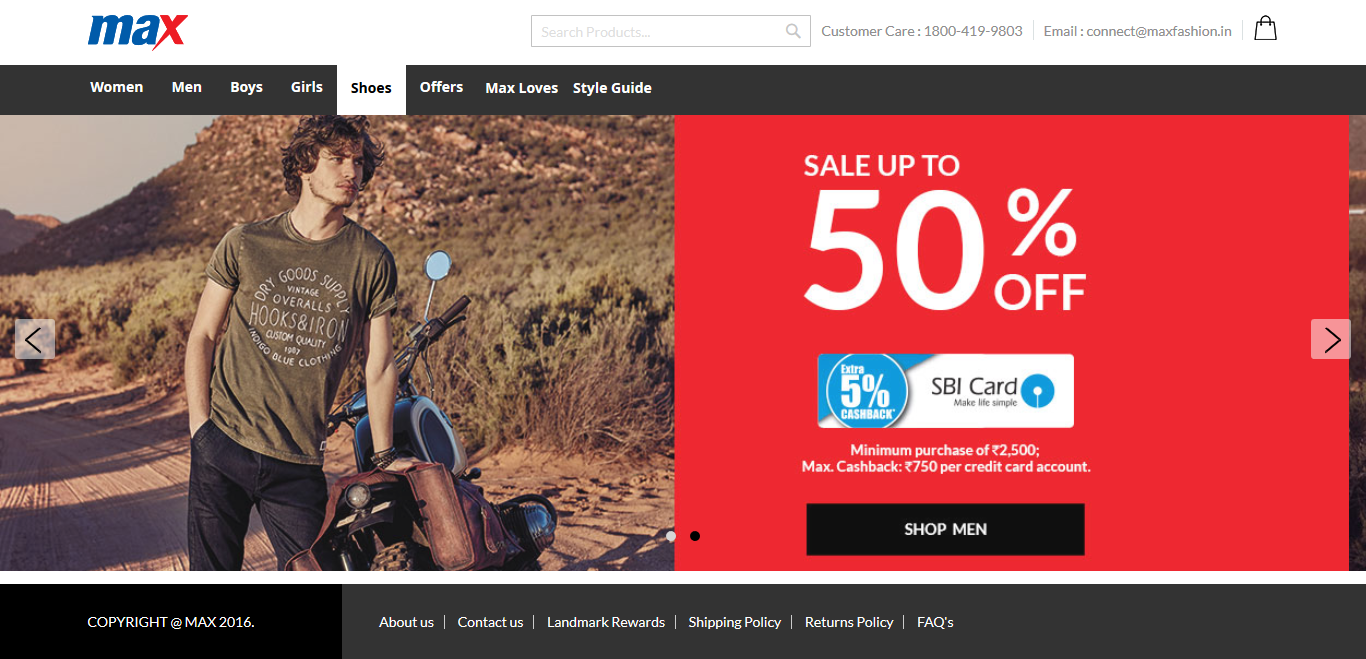 max
Search Products...
Customer Care : 1800-419-9803
Email : connect@maxfashion.in
Women Men Boys Girls Shoes Offers Max Loves Style Guide
DRY GOODS SUPPLY
VINTAGE
OVERALLS
HOOKS&IRON
CUSTOM QUALITY
1987
INDIGO BLUE CLOTHING
SALE UP TO
50%
OFF
Extra
5%
CASHBACK*
SBI Card
Make life simple
Minimum purchase of ₹2,500;
Max. Cashback: ₹750 per credit card account.
SHOP MEN
COPYRIGHT @ MAX 2016.
About us Contact us Landmark Rewards Shipping Policy Returns Policy FAQ's